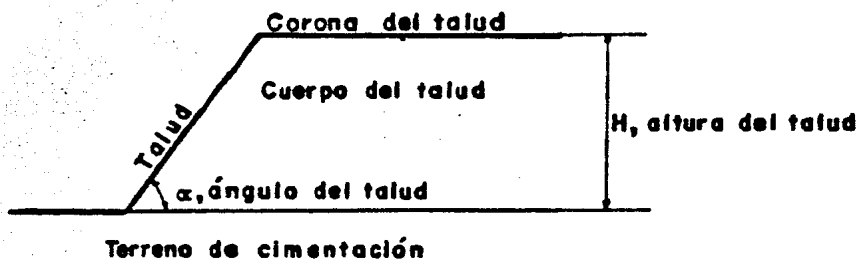 Corona del talud
Cuerpo del talud
Talud
H, altura del talud
α, ángulo del talud
Terreno de cimentación